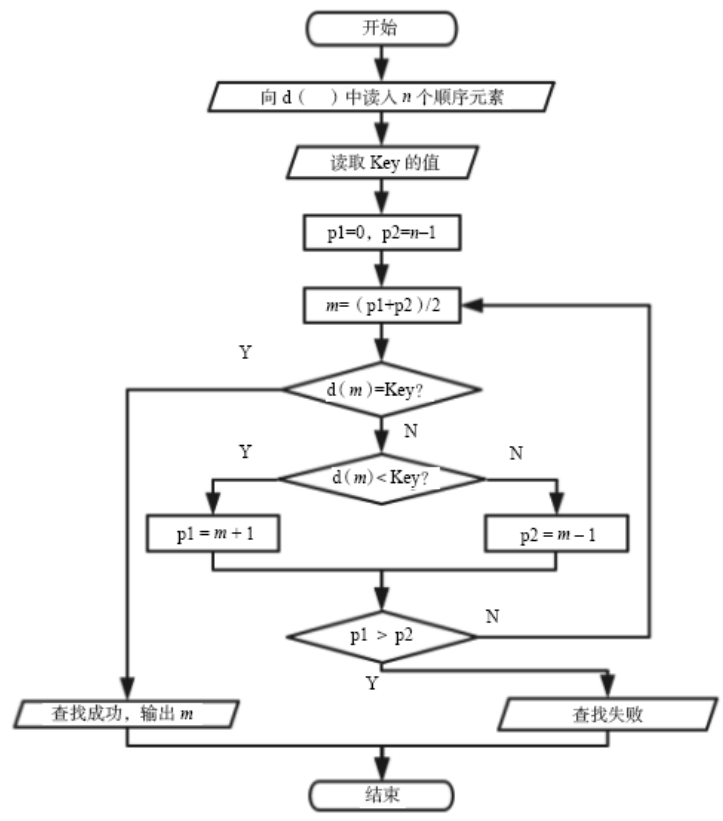 开始
向 d（ ）中读入 n 个顺序元素
读取 Key 的值
p1=0，p2=n–1
m=（p1+p2）/2
Y
d（m）=Key？
N
Y
d（m）< Key？
N
p1 = m + 1
p2 = m – 1
p1 > p2
N
Y
查找成功，输出 m
查找失败
结束